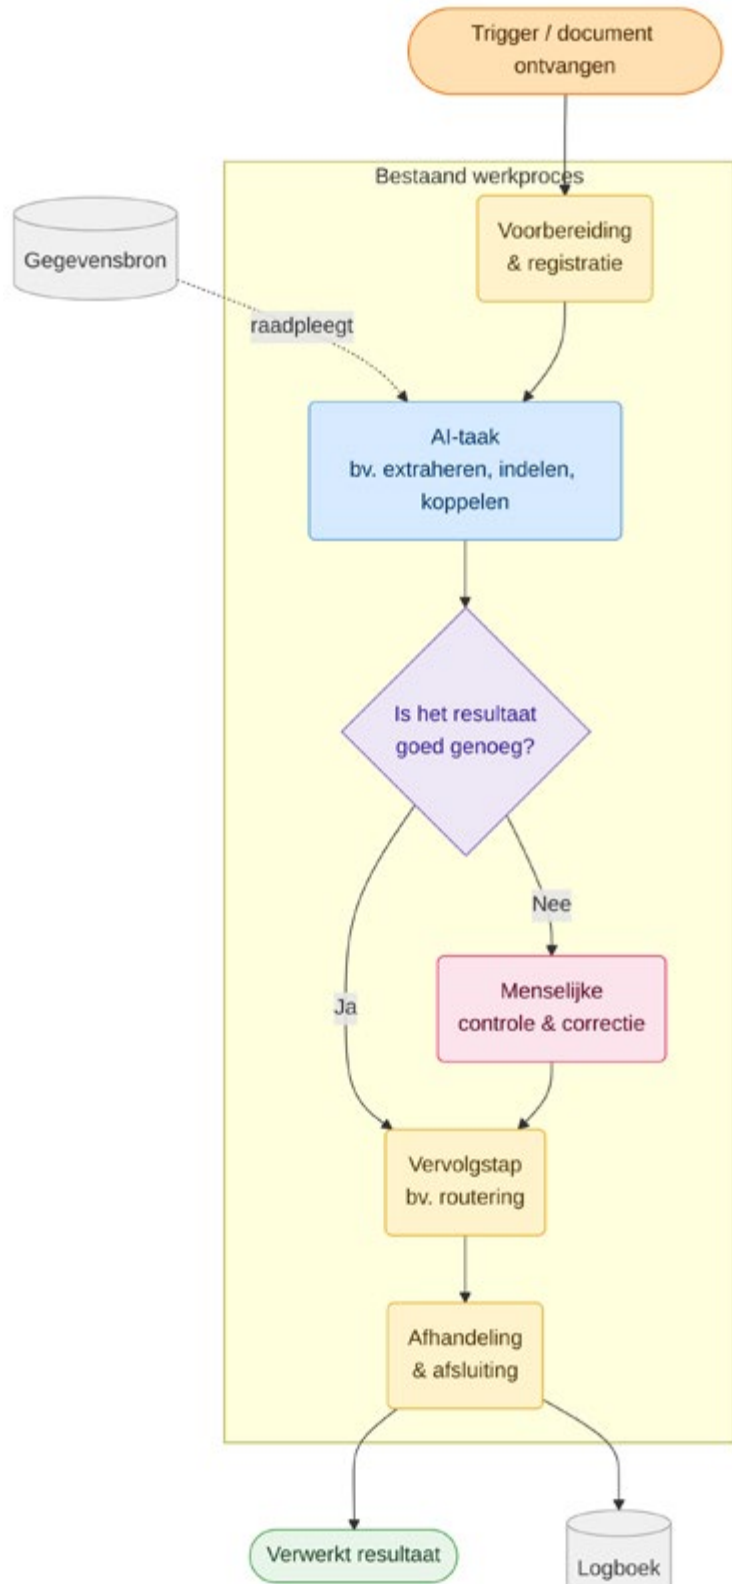 Trigger / document
ontvangen
Bestaand werkproces
Voorbereiding
& registratie
Gegevensbron
raadpleegt
AI-taak
bv. extraheren, indelen,
koppelen
Is het resultaat
goed genoeg?
Nee
Menselijke
controle & correctie
Ja
Vervolgstap
bv. routering
Afhandeling
& afsluiting
Verwerkt resultaat
Logboek